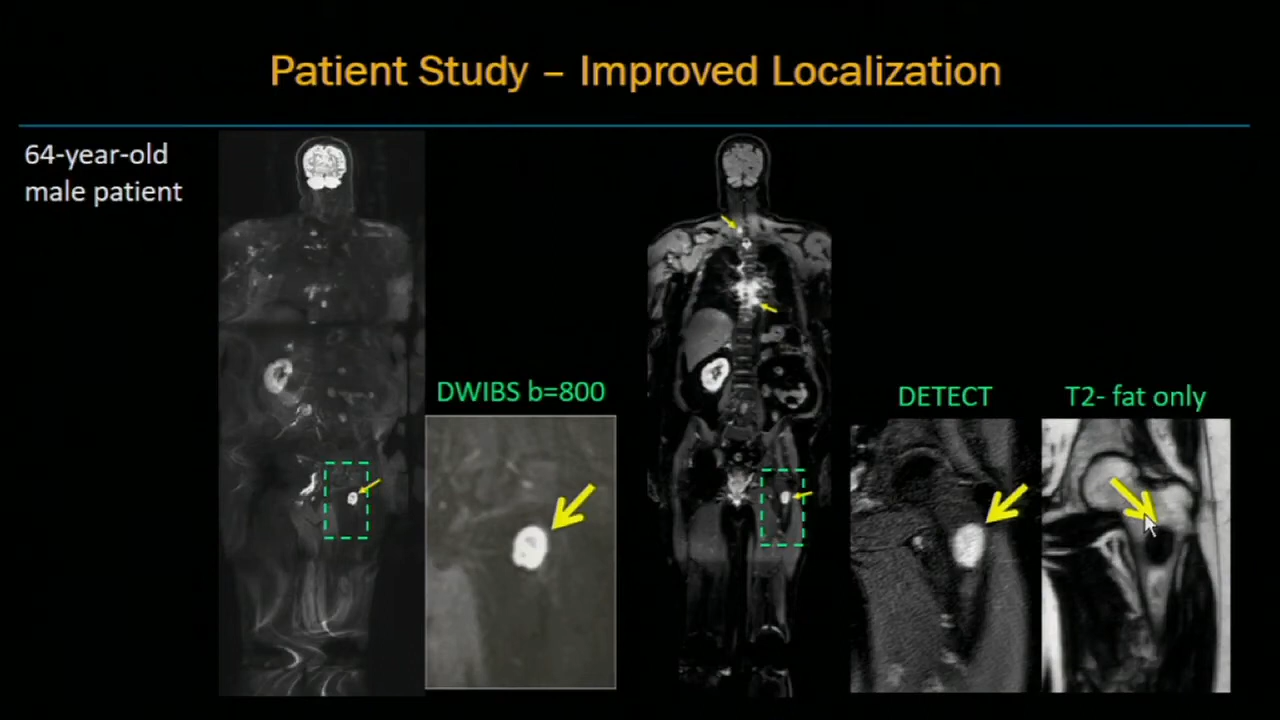 Patient Study – Improved Localization
64-year-old
male patient
DWIBS b=800
DETECT
T2- fat only